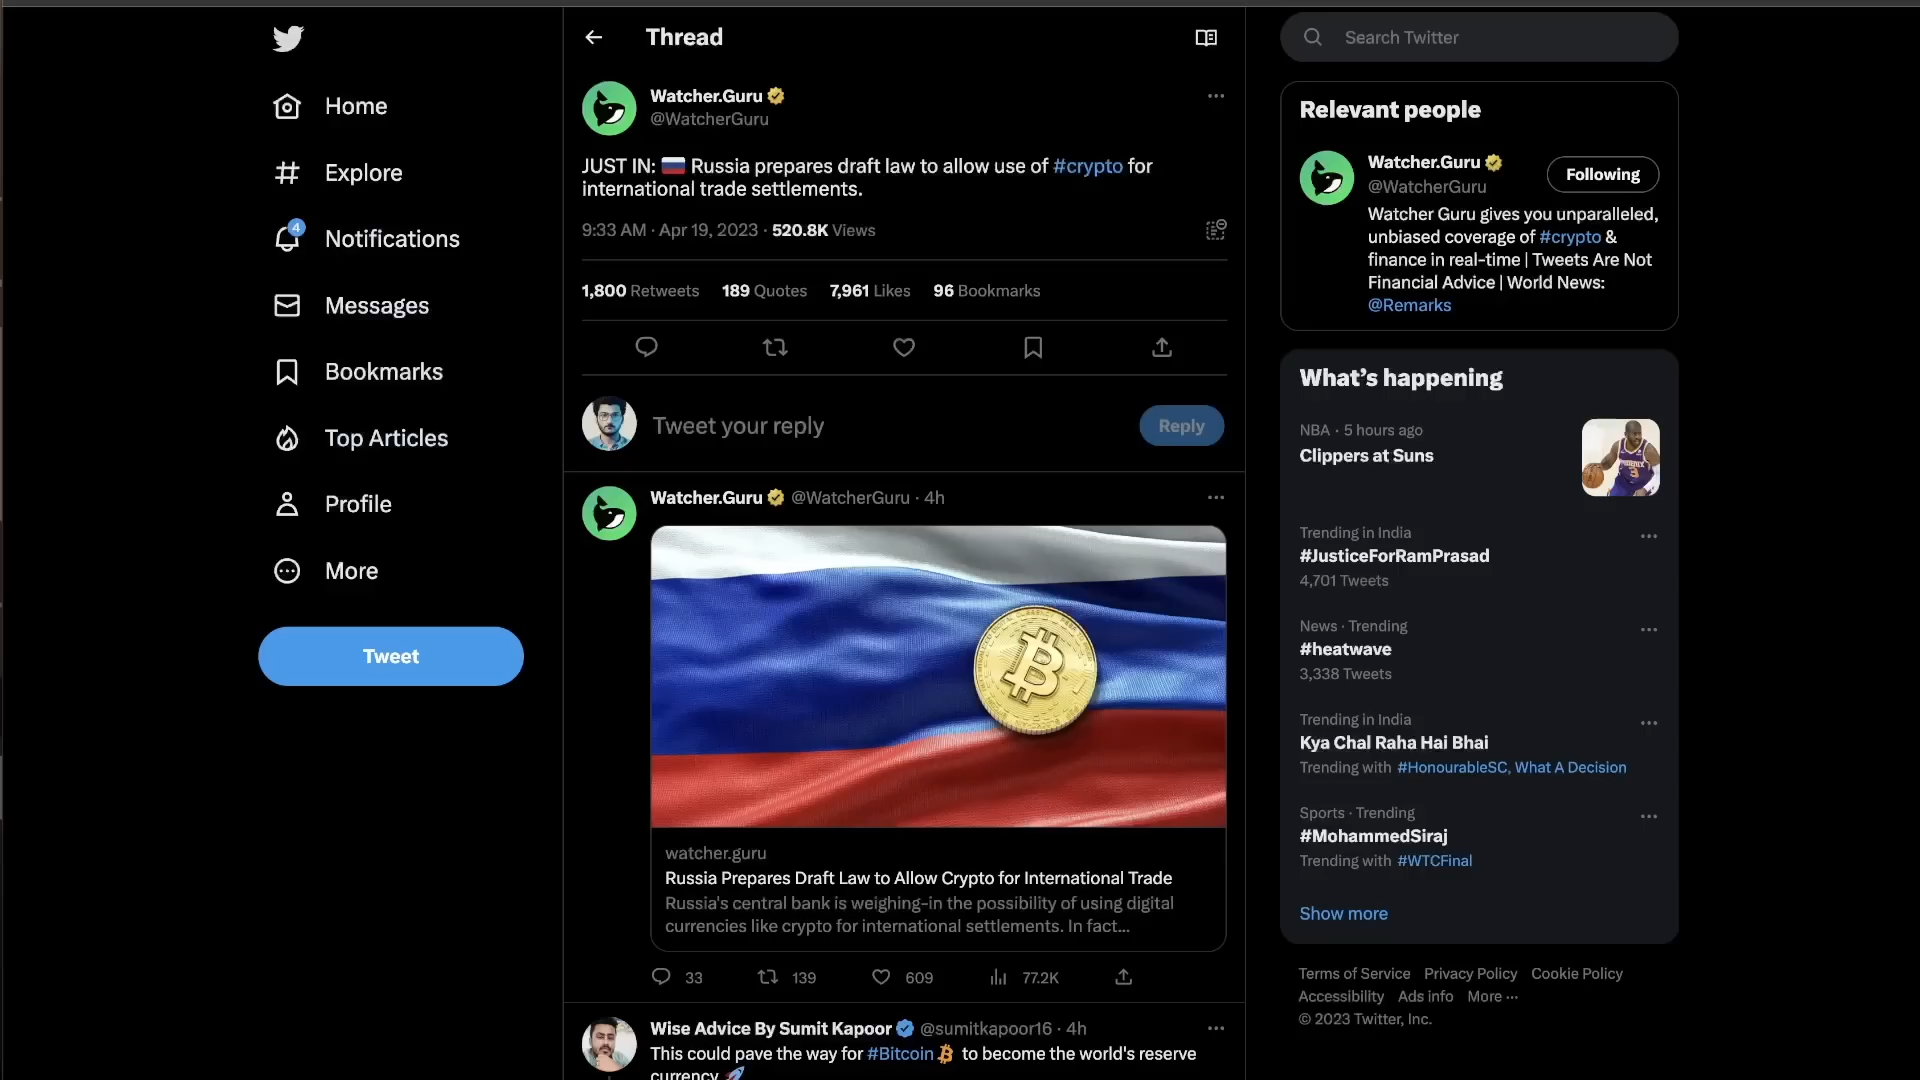 Home
Explore
4
Notifications
Messages
Bookmarks
Top Articles
Profile
More
Tweet
Thread
Watcher.Guru
@WatcherGuru
JUST IN: 🇷🇺 Russia prepares draft law to allow use of #crypto for
international trade settlements.
9:33 AM · Apr 19, 2023 · 520.8K Views
1,800 Retweets 189 Quotes 7,961 Likes 96 Bookmarks
Tweet your reply
Reply
Watcher.Guru @WatcherGuru · 4h
watcher.guru
Russia Prepares Draft Law to Allow Crypto for International Trade
Russia's central bank is weighing-in the possibility of using digital
currencies like crypto for international settlements. In fact...
33 139 609 77.2K
Wise Advice By Sumit Kapoor @sumitkapoor16 · 4h
This could pave the way for #Bitcoin to become the world's reserve
currency 🚀
Search Twitter
Relevant people
Watcher.Guru
@WatcherGuru
Following
Watcher Guru gives you unparalleled,
unbiased coverage of #crypto &
finance in real-time | Tweets Are Not
Financial Advice | World News:
@Remarks
What's happening
NBA · 5 hours ago
Clippers at Suns
PHOENIX
3
Trending in India
#JusticeForRamPrasad
4,701 Tweets
News · Trending
#heatwave
3,338 Tweets
Trending in India
Kya Chal Raha Hai Bhai
Trending with #HonourableSC, What A Decision
Sports · Trending
#MohammedSiraj
Trending with #WTCFinal
Show more
Terms of Service Privacy Policy Cookie Policy
Accessibility Ads info More ···
© 2023 Twitter, Inc.